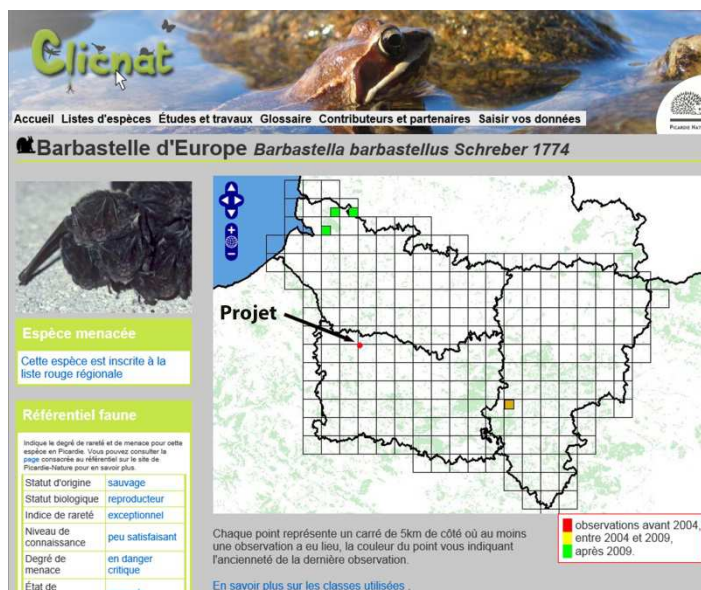 Clicnat
Accueil Listes d'espèces Études et travaux Glossaire Contributeurs et partenaires Saisir vos données
PICARDIE NATU
Barbastelle d'Europe Barbastella barbastellus Schreber 1774
Projet
Espèce menacée
Cette espèce est inscrite à la
liste rouge régionale
Référentiel faune
Indique le degré de rareté et de menace pour cette
espèce en Picardie. Vous pouvez consulter la
page consacrée au référentiel sur le site de
Picardie-Nature pour en savoir plus.
Statut d'origine sauvage
Statut biologique reproducteur
Indice de rareté exceptionnel
Niveau de
connaissance peu satisfaisant
Degré de
menace en danger
critique
État de
Chaque point représente un carré de 5km de côté où au moins
une observation a eu lieu, la couleur du point vous indiquant
l'ancienneté de la dernière observation.
En savoir plus sur les classes utilisées .
observations avant 2004,
entre 2004 et 2009,
après 2009.